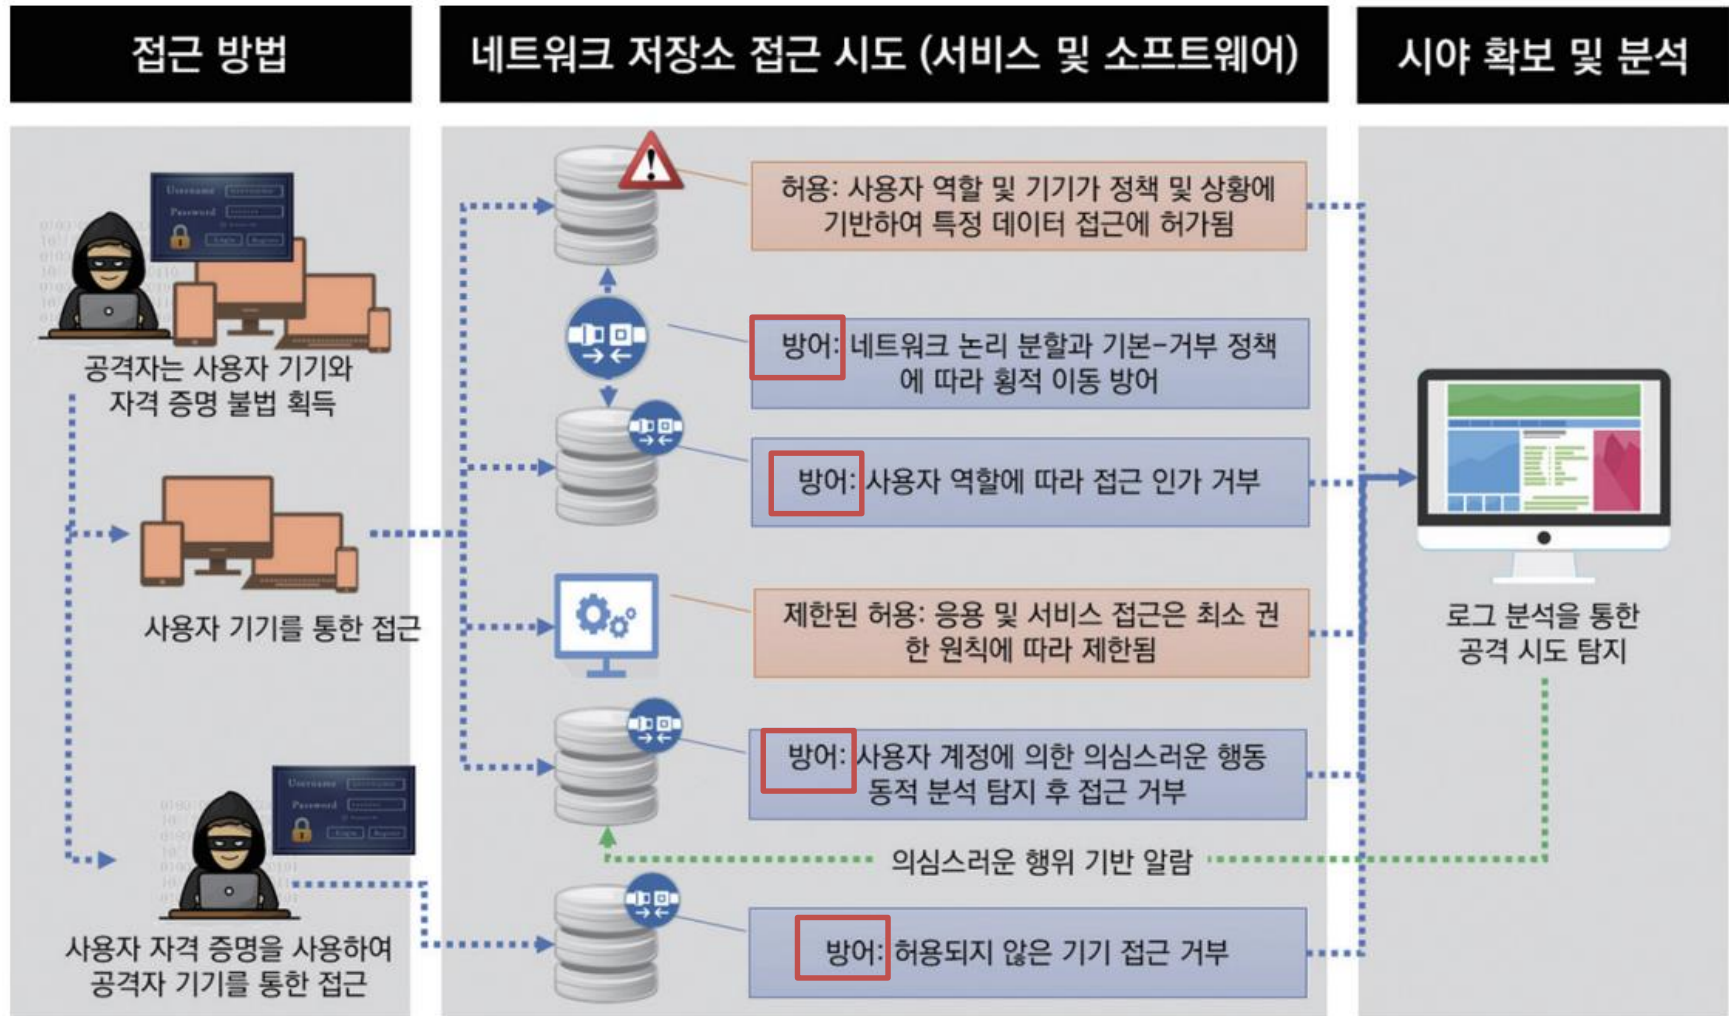 접근 방법
네트워크 저장소 접근 시도 (서비스 및 소프트웨어)
시야 확보 및 분석
Username
Password
Login
Register
공격자는 사용자 기기와
자격 증명 불법 획득
사용자 기기를 통한 접근
Username
Password
Login
Register
사용자 자격 증명을 사용하여
공격자 기기를 통한 접근
허용: 사용자 역할 및 기기가 정책 및 상황에
기반하여 특정 데이터 접근에 허가됨
방어: 네트워크 논리 분할과 기본-거부 정책
에 따라 횡적 이동 방어
방어: 사용자 역할에 따라 접근 인가 거부
제한된 허용: 응용 및 서비스 접근은 최소 권
한 원칙에 따라 제한됨
방어: 사용자 계정에 의한 의심스러운 행동
동적 분석 탐지 후 접근 거부
의심스러운 행위 기반 알람
방어: 허용되지 않은 기기 접근 거부
로그 분석을 통한
공격 시도 탐지